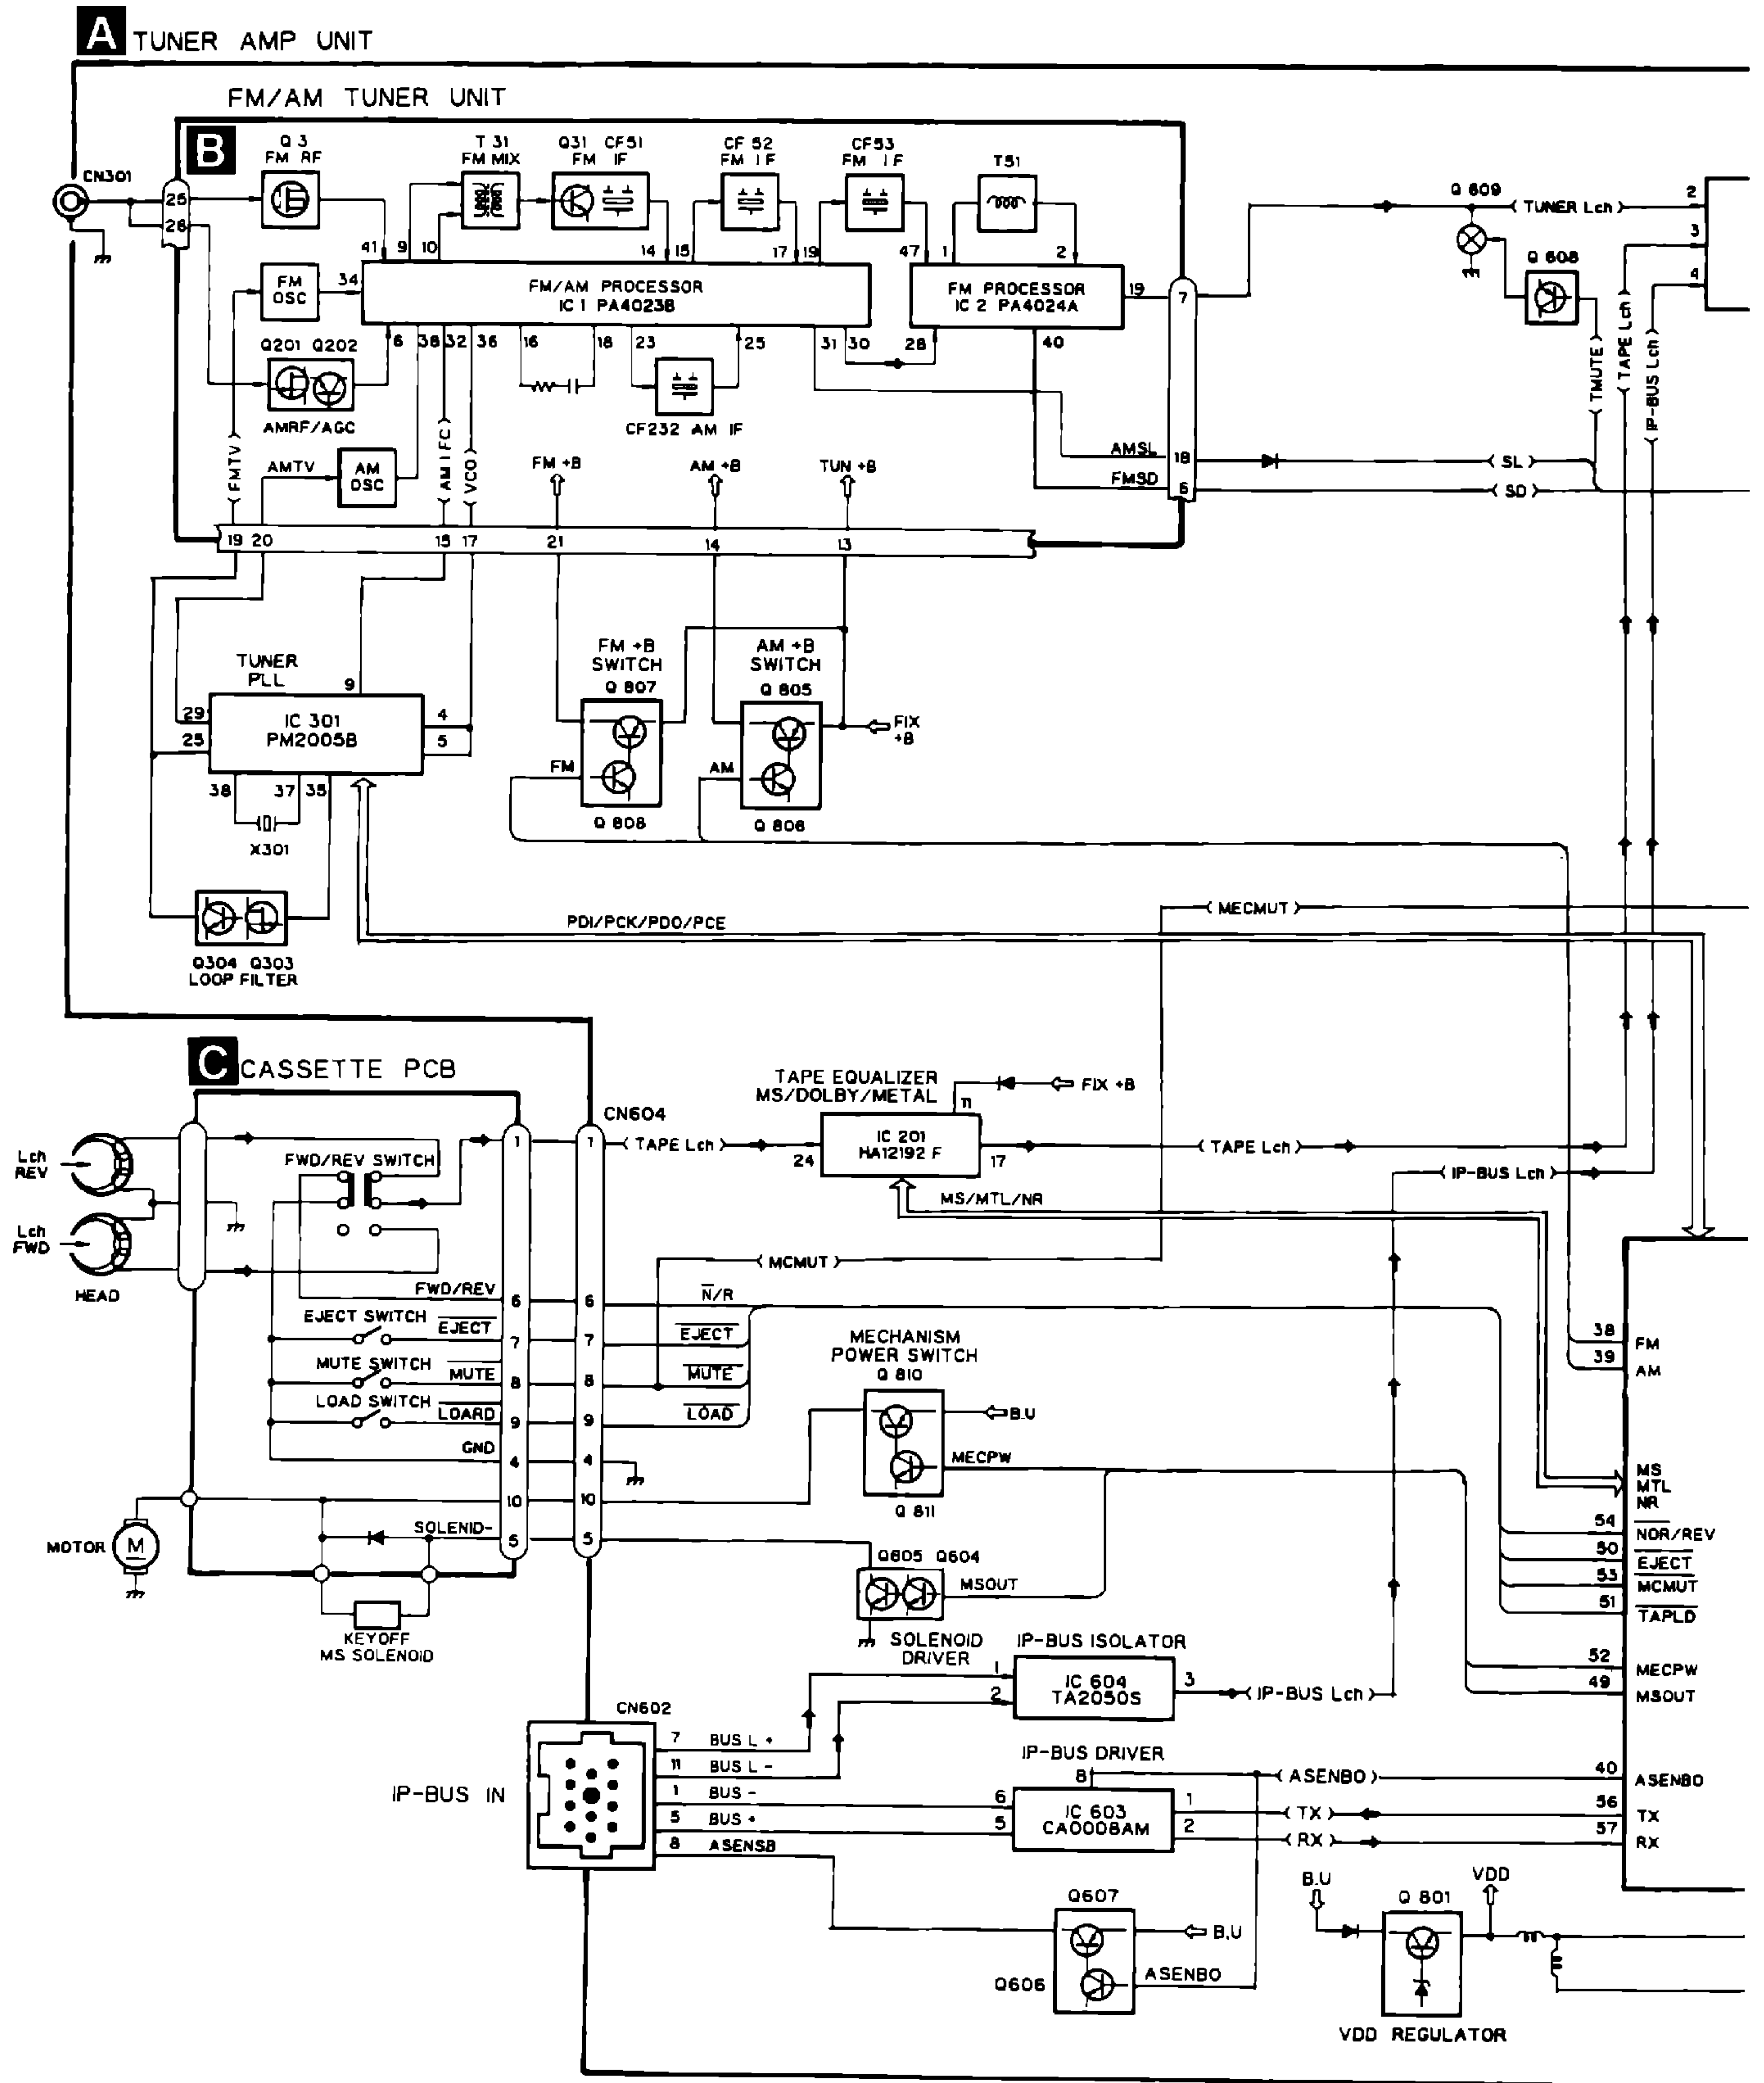 A TUNER AMP UNIT
FM/AM TUNER UNIT
B
Q 3
FM RF
T 31
FM MIX
Q31 CF51
FM IF
CF 52
FM IF
CF53
FM IF
T51
CN301
25
26
Q 609
TUNER Lch
2
3
4
Q 608
41 9 10 14 15 17 19 47 1 2
FM
OSC
34
FM/AM PROCESSOR
IC 1 PA4023B
FM PROCESSOR
IC 2 PA4024A
19
7
Q201 Q202
6 38 32 36 16 18 23 25 31 30 28 40
AMRF/AGC
CF232 AM IF
TMUTE
TAPE Lch
IP-BUS Lch
FMTV
AMTV
AM
OSC
AM IFC
VCO
FM +B
AM +B
TUN +B
AMSL
18
SL
FMSD
6
SD
19 20 15 17 21 14 13
TUNER
PLL
9
FM +B
SWITCH
Q 807
AM +B
SWITCH
Q 805
29
25
IC 301
PM2005B
4
5
FIX
+B
FM
AM
38 37 35
X301
Q 808
Q 806
PDI/PCK/PDO/PCE
MECMUT
Q304 Q303
LOOP FILTER
C CASSETTE PCB
TAPE EQUALIZER
MS/DOLBY/METAL
11
FIX +B
CN604
Lch
REV
FWD/REV SWITCH
1
1
TAPE Lch
24
IC 201
HA12192 F
17
TAPE Lch
IP-BUS Lch
MS/MTL/NR
Lch
FWD
HEAD
MCMUT
FWD/REV
6
6
N̅/R
EJECT SWITCH
EJECT
7
7
EJECT
MUTE SWITCH
MUTE
8
8
MUTE
LOAD SWITCH
LOARD
9
9
LOAD
GND
4
4
10
10
MOTOR
M
SOLENID-
5
5
KEYOFF
MS SOLENOID
MECHANISM
POWER SWITCH
Q 810
B.U
MECPW
Q 811
Q605 Q604
MSOUT
SOLENOID
DRIVER
38
FM
39
AM
MS
MTL
NR
54
NOR/REV
50
EJECT
53
MCMUT
51
TAPLD
52
MECPW
49
MSOUT
IP-BUS ISOLATOR
1
2
IC 604
TA2050S
3
IP-BUS Lch
CN602
IP-BUS IN
7
BUS L +
11
BUS L -
1
BUS -
5
BUS +
8
ASENSB
IP-BUS DRIVER
8
6
5
IC 603
CA0008AM
1
2
ASENBO
40
ASENBO
TX
56
TX
RX
57
RX
Q607
B.U
Q606
ASENBO
B.U
Q 801
VDD
VDD REGULATOR